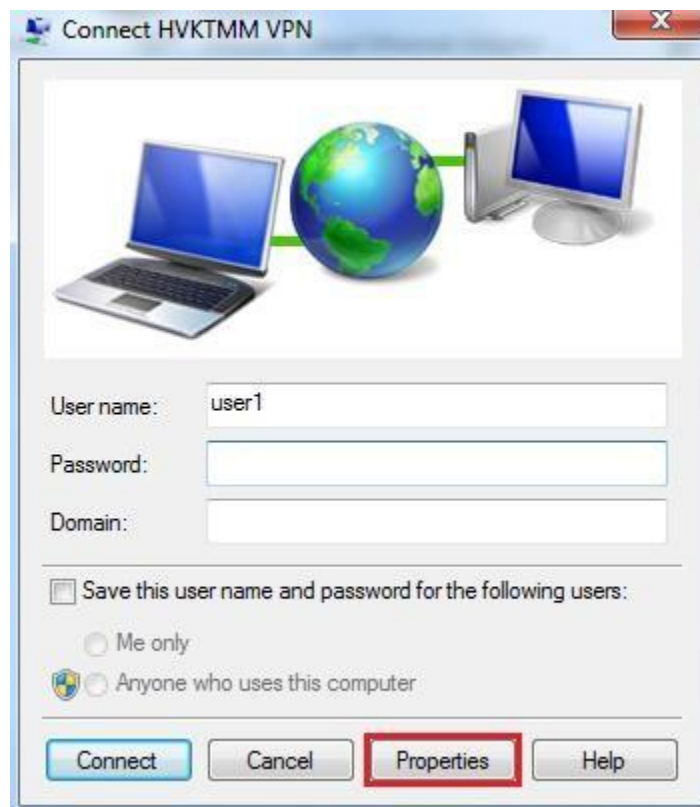 Connect HVKTMM VPN
User name:
user1
Password:
Domain:
Save this user name and password for the following users:
Me only
Anyone who uses this computer
Connect
Cancel
Properties
Help